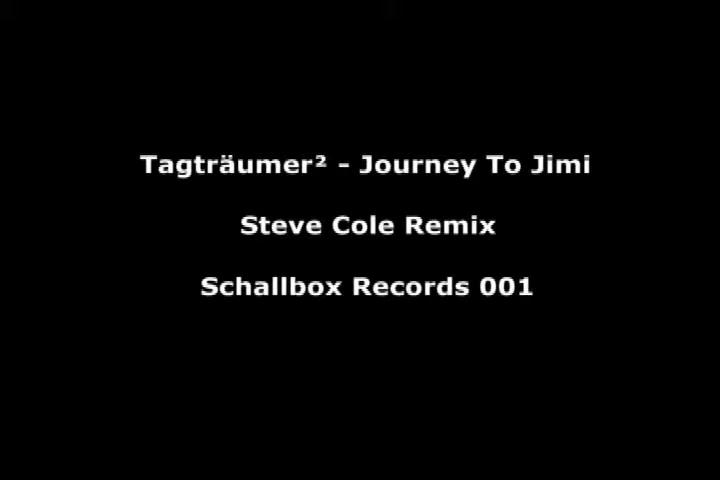 Tagträumer² - Journey To Jimi
Steve Cole Remix
Schallbox Records 001